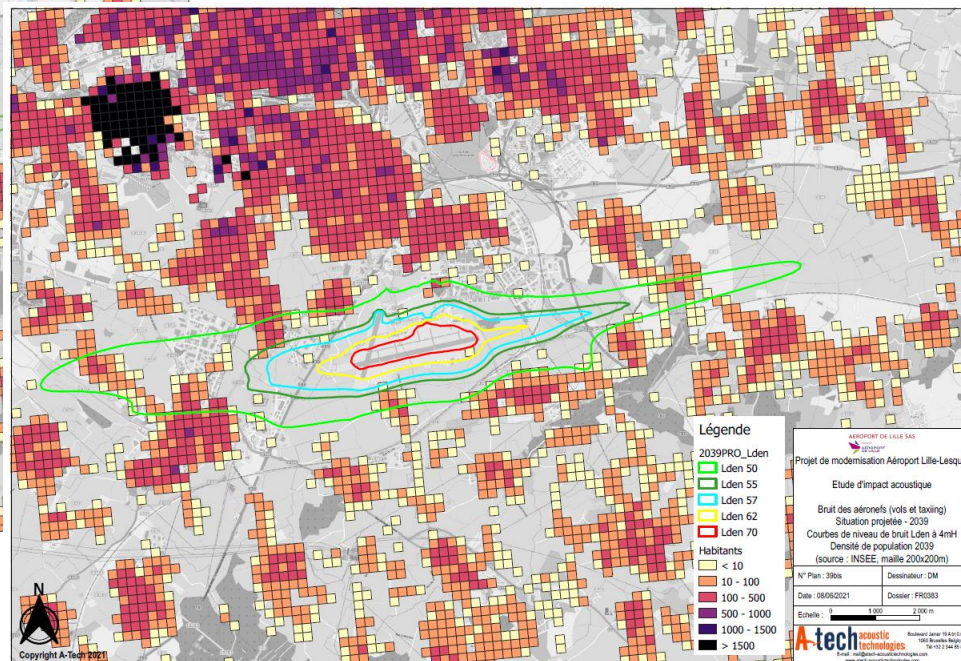 Légende
2039PRO_Lden
Lden 50
Lden 55
Lden 57
Lden 62
Lden 70
Habitants
< 10
10 - 100
100 - 500
500 - 1000
1000 - 1500
> 1500
AEROPORT DE LILLE SAS
AÉROPORT
DE LILLE
Projet de modernisation Aéroport Lille-Lesqu
Etude d'impact acoustique
Bruit des aéronefs (vols et taxiing)
Situation projetée - 2039
Courbes de niveau de bruit Lden à 4mH
Densité de population 2039
(source : INSEE, maille 200x200m)
N° Plan : 39bis
Dessinateur : DM
Date : 08/06/2021
Dossier : FR0383
Echelle :
0 1 000 2 000 m
A-tech acoustic
technologies
N
Copyright A-Tech 2021